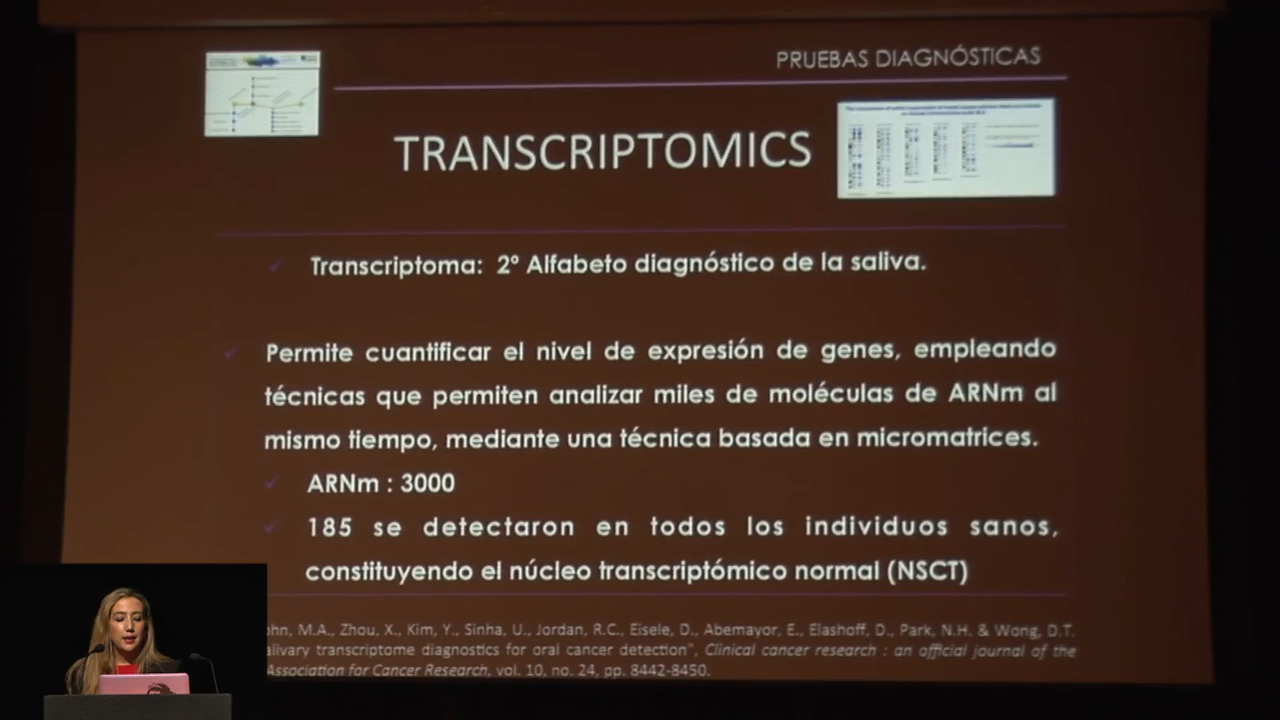 PRUEBAS DIAGNÓSTICAS
TRANSCRIPTOMICS
Transcriptoma: 2º Alfabeto diagnóstico de la saliva.
Permite cuantificar el nivel de expresión de genes, empleando
técnicas que permiten analizar miles de moléculas de ARNm al
mismo tiempo, mediante una técnica basada en micromatrices.
ARNm : 3000
185 se detectaron en todos los individuos sanos,
constituyendo el núcleo transcriptómico normal (NSCT)
M.A., Zhou, X., Kim, Y., Sinha, U., Jordan, R.C., Eisele, D., Abemayor, E., Elashoff, D., Park, N.H. & Wong, D.T.
transcriptome diagnostics for oral cancer detection", Clinical cancer research : an official journal of the
Association for Cancer Research, vol. 10, no. 24, pp. 8442-8450.